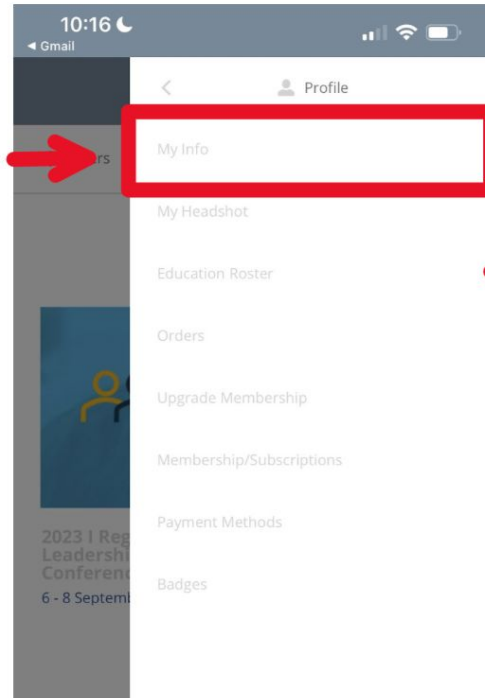 10:16
◄ Gmail
Profile
rs
My Info
My Headshot
Education Roster
Orders
Upgrade Membership
Membership/Subscriptions
Payment Methods
2023 I Reg
Leadershi
Conferenc
6 - 8 Septemb
Badges